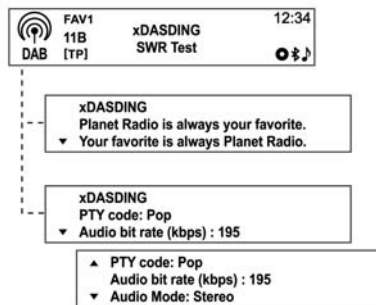 FAV1
12:34
11B
xDASDING
DAB
[TP]
SWR Test
xDASDING
Planet Radio is always your favorite.
▼ Your favorite is always Planet Radio.
xDASDING
PTY code: Pop
▼ Audio bit rate (kbps) : 195
▲ PTY code: Pop
Audio bit rate (kbps) : 195
▼ Audio Mode: Stereo